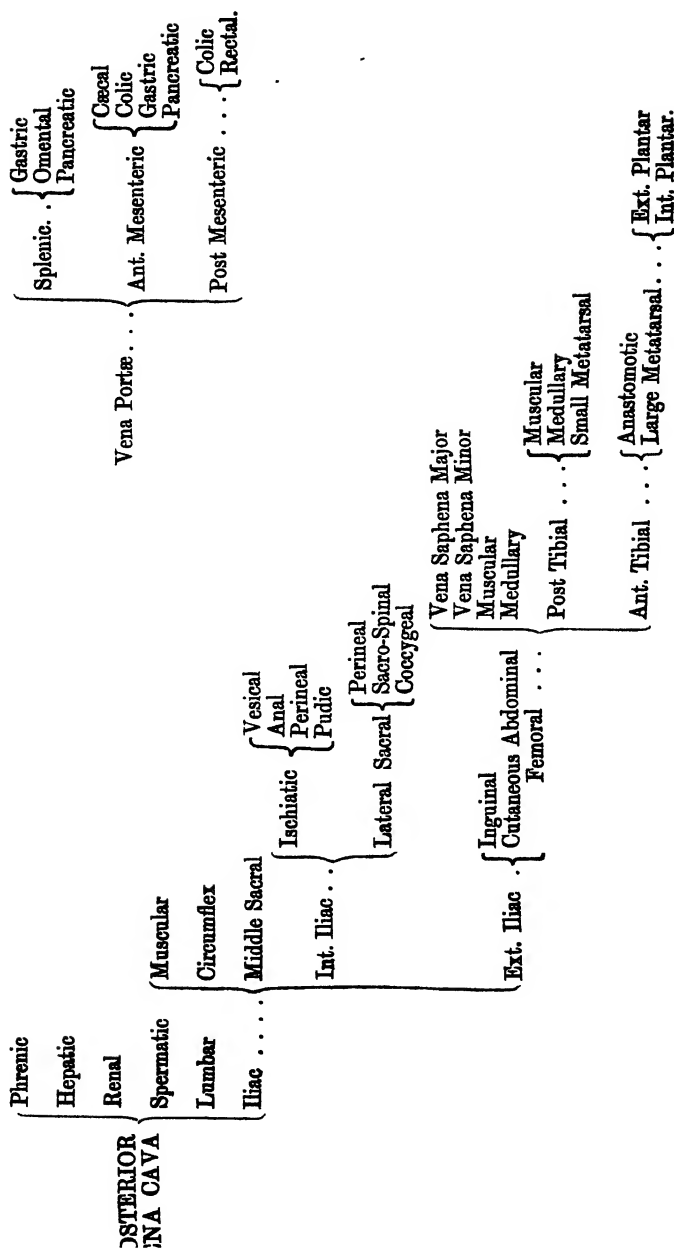 OSTERIOR
ENA CAVA
Phrenic
Hepatic
Renal
Spermatic
Lumbar
Iliac ....
Muscular
Circumflex
Middle Sacral
Int. Iliac ..
Ischiatic
Vesical
Anal
Perineal
Pudic
Lateral Sacral
Perineal
Sacro-Spinal
Coccygeal
Ext. Iliac .
Inguinal
Cutaneous Abdominal
Femoral ....
Vena Saphena Major
Vena Saphena Minor
Muscular
Medullary
Post Tibial ...
Muscular
Medullary
Small Metatarsal
Ant. Tibial ...
Anastomotic
Large Metatarsal....
Ext. Plantar
Int. Plantar.
Vena Portæ....
Splenic. .
Gastric
Omental
Pancreatic
Ant. Mesenteric
Cæcal
Colic
Gastric
Pancreatic
Post Mesenteric ...
Colic
Rectal.